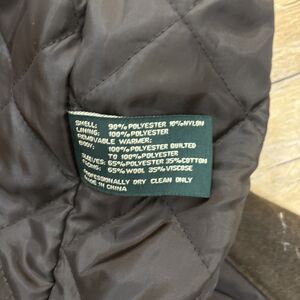 SHELL: 90% POLYESTER 10% NYLON
LINING: 100% POLYESTER
REMOVABLE WARMER:
BODY: 100% POLYESTER QUILTED
TO 100% POLYESTER
SLEEVES: 65% POLYESTER 35% COTTON
65% WOOL 35% VISCOSE
PROFESSIONALLY DRY CLEAN ONLY
MADE IN CHINA